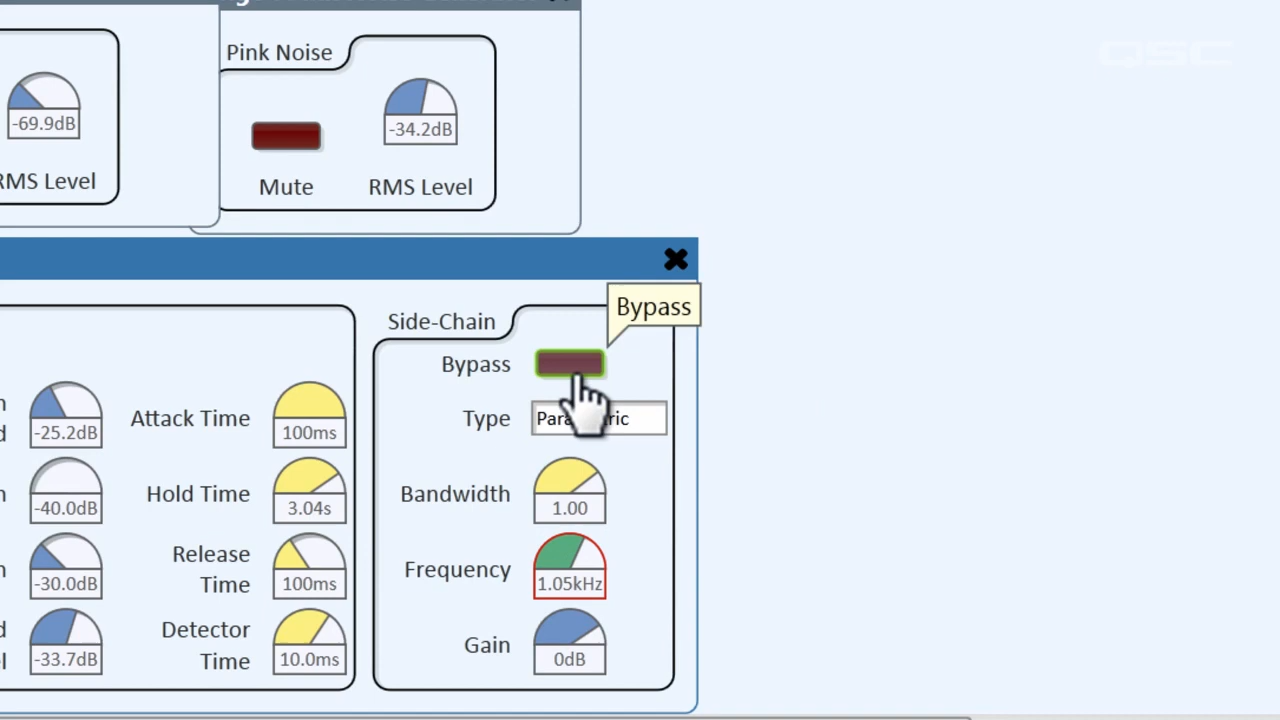 QSC
Pink Noise
-69.9dB
-34.2dB
RMS Level
Mute
RMS Level
Bypass
Side-Chain
Bypass
-25.2dB
Attack Time
100ms
Type
-40.0dB
Hold Time
3.04s
Bandwidth
1.00
-30.0dB
Release
Time
100ms
Frequency
1.05kHz
-33.7dB
Detector
Time
10.0ms
Gain
0dB